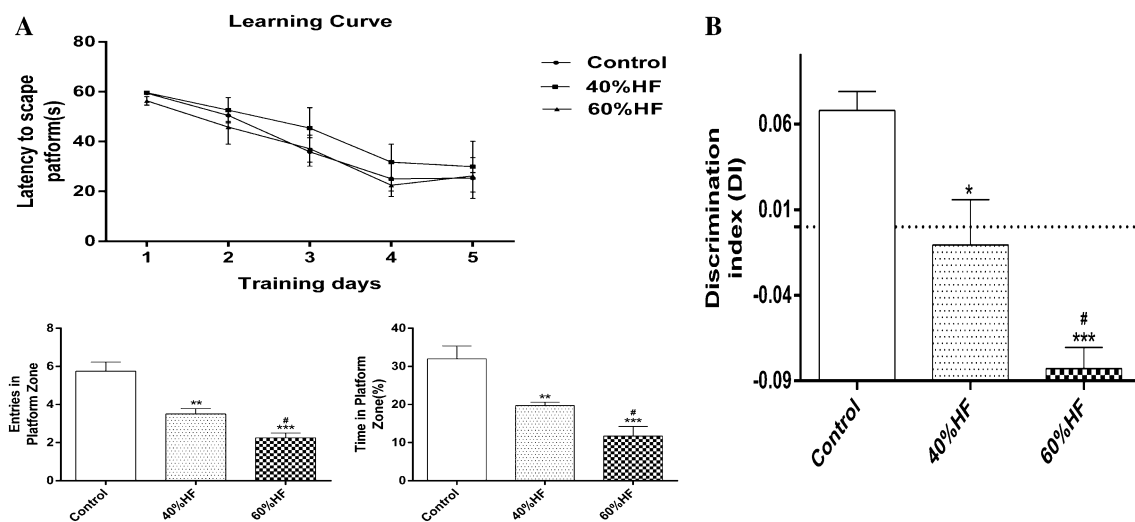 A
Learning Curve
Latency to scape
patform(s)
80
60
40
20
0
1 2 3 4 5
Training days
Control
40%HF
60%HF
Entries in
Platform Zone
8
6
4
2
0
**
#
***
Control
40%HF
60%HF
Time in Platform
Zone(%)
40
30
20
10
0
**
#
***
Control
40%HF
60%HF
B
Discrimination
index (DI)
0.06
0.01
-0.04
-0.09
*
#
***
Control
40%HF
60%HF